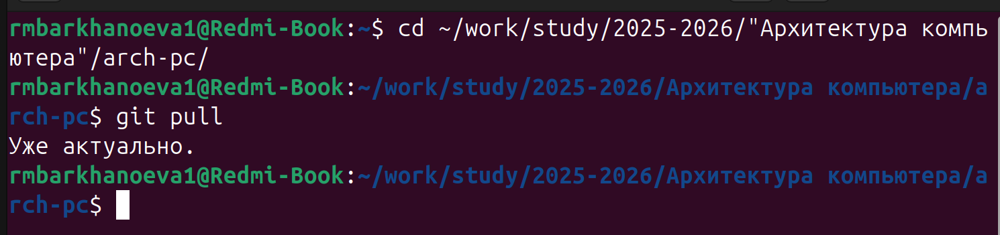 rmbarkhanoeva1@Redmi-Book:~$ cd ~/work/study/2025-2026/"Архитектура компь
ютера"/arch-pc/
rmbarkhanoeva1@Redmi-Book:~/work/study/2025-2026/Архитектура компьютера/a
rch-pc$ git pull
Уже актуально.
rmbarkhanoeva1@Redmi-Book:~/work/study/2025-2026/Архитектура компьютера/a
rch-pc$